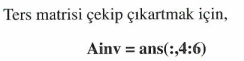 Ters matrisi çekip çıkartmak için,
Ainv = ans(:,4:6)